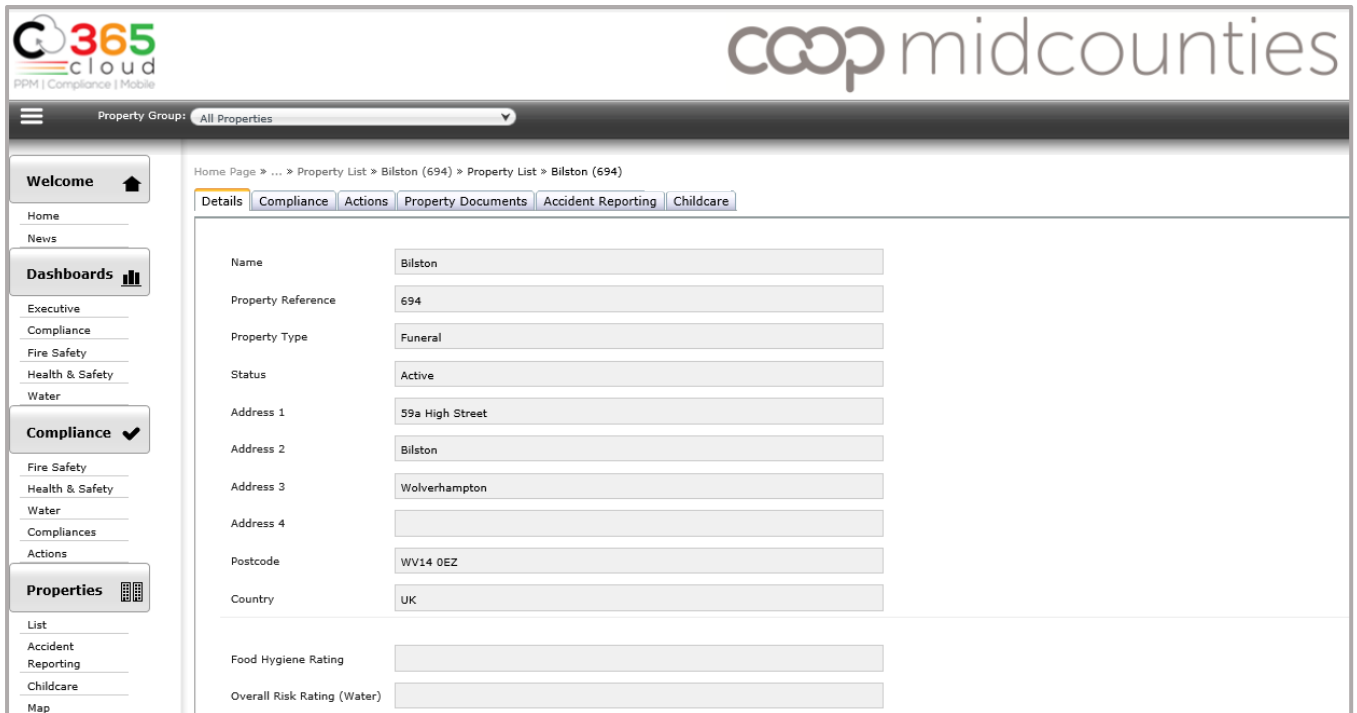 C365
cloud
PPM | Compliance | Mobile
coop midcounties
Property Group: All Properties
Welcome
Home
News
Dashboards
Executive
Compliance
Fire Safety
Health & Safety
Water
Compliance
Fire Safety
Health & Safety
Water
Compliances
Actions
Properties
List
Accident
Reporting
Childcare
Map
Home Page » ... » Property List » Bilston (694) » Property List » Bilston (694)
Details Compliance Actions Property Documents Accident Reporting Childcare
Name Bilston
Property Reference 694
Property Type Funeral
Status Active
Address 1 59a High Street
Address 2 Bilston
Address 3 Wolverhampton
Address 4
Postcode WV14 0EZ
Country UK
Food Hygiene Rating
Overall Risk Rating (Water)